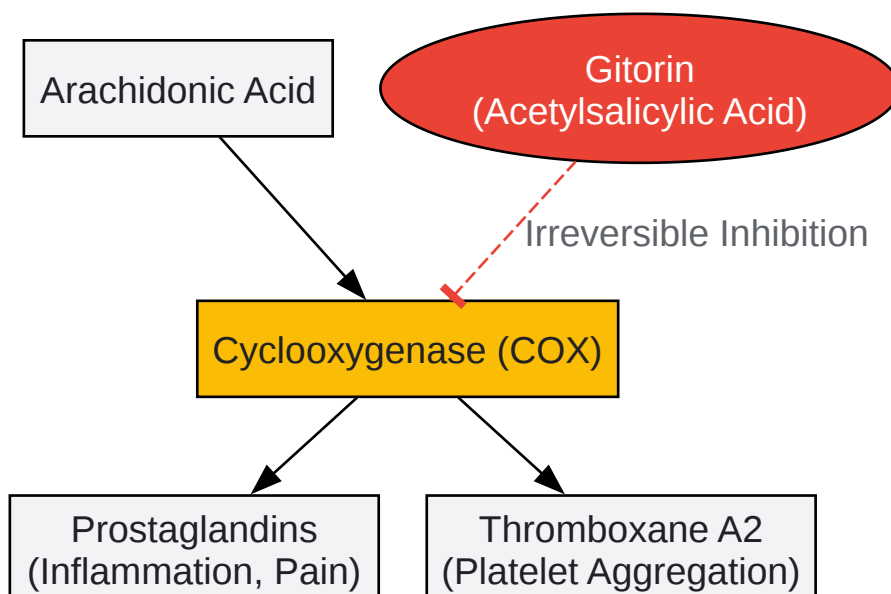 Arachidonic Acid
Gitorin
(Acetylsalicylic Acid)
Irreversible Inhibition
Cyclooxygenase (COX)
Prostaglandins
(Inflammation, Pain)
Thromboxane A2
(Platelet Aggregation)